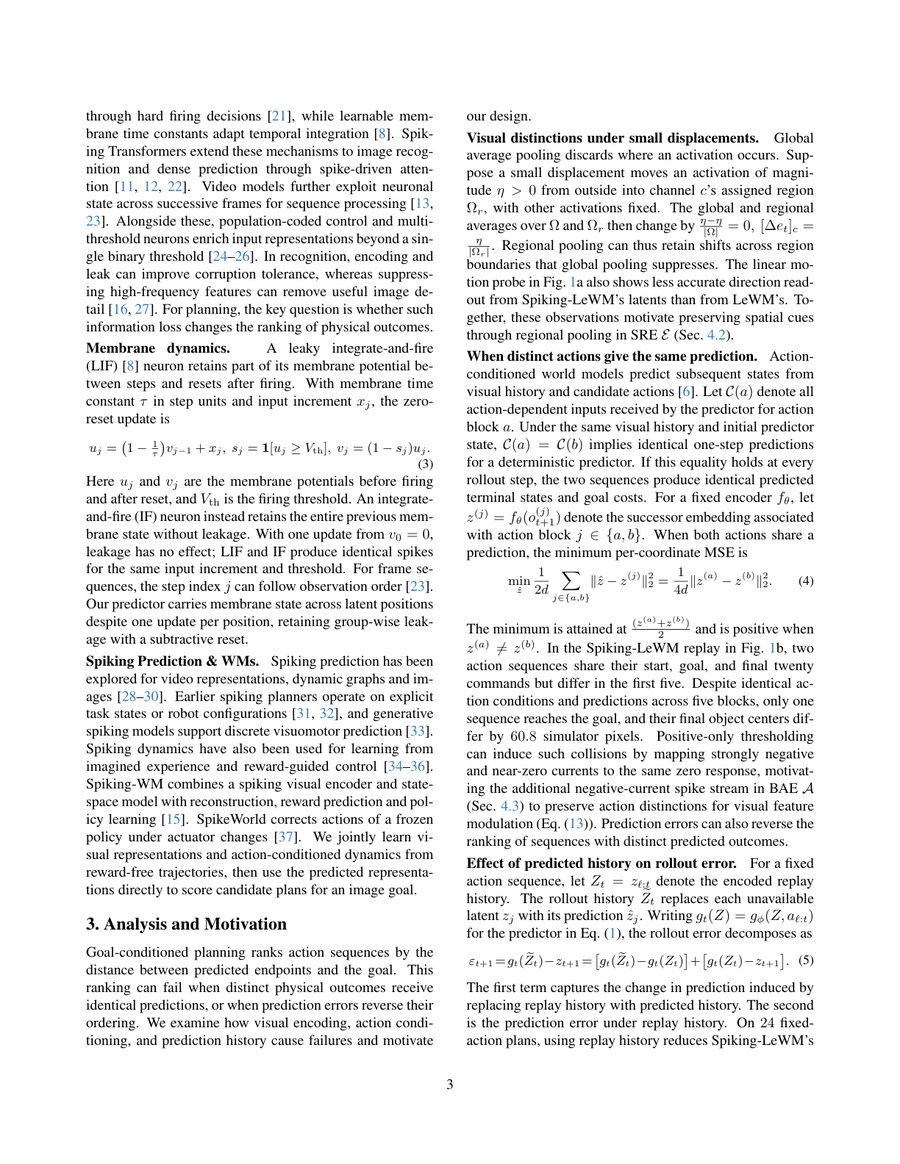 through hard firing decisions [21], while learnable mem-
brane time constants adapt temporal integration [8]. Spik-
ing Transformers extend these mechanisms to image recog-
nition and dense prediction through spike-driven atten-
tion [11, 12, 22]. Video models further exploit neuronal
state across successive frames for sequence processing [13,
23]. Alongside these, population-coded control and multi-
threshold neurons enrich input representations beyond a sin-
gle binary threshold [24–26]. In recognition, encoding and
leak can improve corruption tolerance, whereas suppress-
ing high-frequency features can remove useful image de-
tail [16, 27]. For planning, the key question is whether such
information loss changes the ranking of physical outcomes.
Membrane dynamics. A leaky integrate-and-fire
(LIF) [8] neuron retains part of its membrane potential be-
tween steps and resets after firing. With membrane time
constant τ in step units and input increment x_j, the zero-
reset update is
u_j = (1 − 1/τ)v_{j−1} + x_j, s_j = 1[u_j ≥ V_th], v_j = (1 − s_j)u_j.
(3)
Here u_j and v_j are the membrane potentials before firing
and after reset, and V_th is the firing threshold. An integrate-
and-fire (IF) neuron instead retains the entire previous mem-
brane state without leakage. With one update from v_0 = 0,
leakage has no effect; LIF and IF produce identical spikes
for the same input increment and threshold. For frame se-
quences, the step index j can follow observation order [23].
Our predictor carries membrane state across latent positions
despite one update per position, retaining group-wise leak-
age with a subtractive reset.
Spiking Prediction & WMs. Spiking prediction has been
explored for video representations, dynamic graphs and im-
ages [28–30]. Earlier spiking planners operate on explicit
task states or robot configurations [31, 32], and generative
spiking models support discrete visuomotor prediction [33].
Spiking dynamics have also been used for learning from
imagined experience and reward-guided control [34–36].
Spiking-WM combines a spiking visual encoder and state-
space model with reconstruction, reward prediction and pol-
icy learning [15]. SpikeWorld corrects actions of a frozen
policy under actuator changes [37]. We jointly learn vi-
sual representations and action-conditioned dynamics from
reward-free trajectories, then use the predicted representa-
tions directly to score candidate plans for an image goal.
3. Analysis and Motivation
Goal-conditioned planning ranks action sequences by the
distance between predicted endpoints and the goal. This
ranking can fail when distinct physical outcomes receive
identical predictions, or when prediction errors reverse their
ordering. We examine how visual encoding, action condi-
tioning, and prediction history cause failures and motivate
our design.
Visual distinctions under small displacements. Global
average pooling discards where an activation occurs. Sup-
pose a small displacement moves an activation of magni-
tude η > 0 from outside into channel c's assigned region
Ω_r, with other activations fixed. The global and regional
averages over Ω and Ω_r then change by (η−η)/|Ω| = 0, [Δe_t]_c =
η/|Ω_r|. Regional pooling can thus retain shifts across region
boundaries that global pooling suppresses. The linear mo-
tion probe in Fig. 1a also shows less accurate direction read-
out from Spiking-LeWM's latents than from LeWM's. To-
gether, these observations motivate preserving spatial cues
through regional pooling in SRE ℰ (Sec. 4.2).
When distinct actions give the same prediction. Action-
conditioned world models predict subsequent states from
visual history and candidate actions [6]. Let 𝒞(a) denote all
action-dependent inputs received by the predictor for action
block a. Under the same visual history and initial predictor
state, 𝒞(a) = 𝒞(b) implies identical one-step predictions
for a deterministic predictor. If this equality holds at every
rollout step, the two sequences produce identical predicted
terminal states and goal costs. For a fixed encoder f_θ, let
z^(j) = f_θ(o_{t+1}^{(j)}) denote the successor embedding associated
with action block j ∈ {a, b}. When both actions share a
prediction, the minimum per-coordinate MSE is
min_ẑ 1/(2d) ∑_{j∈{a,b}} ‖ẑ − z^(j)‖_2^2 = 1/(4d) ‖z^(a) − z^(b)‖_2^2. (4)
The minimum is attained at (z^(a)+z^(b))/2 and is positive when
z^(a) ≠ z^(b). In the Spiking-LeWM replay in Fig. 1b, two
action sequences share their start, goal, and final twenty
commands but differ in the first five. Despite identical ac-
tion conditions and predictions across five blocks, only one
sequence reaches the goal, and their final object centers dif-
fer by 60.8 simulator pixels. Positive-only thresholding
can induce such collisions by mapping strongly negative
and near-zero currents to the same zero response, motivat-
ing the additional negative-current spike stream in BAE 𝒜
(Sec. 4.3) to preserve action distinctions for visual feature
modulation (Eq. (13)). Prediction errors can also reverse the
ranking of sequences with distinct predicted outcomes.
Effect of predicted history on rollout error. For a fixed
action sequence, let Z_t = z_{ℓ:t} denote the encoded replay
history. The rollout history Z̃_t replaces each unavailable
latent z_j with its prediction ẑ_j. Writing g_t(Z) = g_ϕ(Z, a_{ℓ:t})
for the predictor in Eq. (1), the rollout error decomposes as
ε_{t+1} = g_t(Z̃_t) − z_{t+1} = [g_t(Z̃_t) − g_t(Z_t)] + [g_t(Z_t) − z_{t+1}]. (5)
The first term captures the change in prediction induced by
replacing replay history with predicted history. The second
is the prediction error under replay history. On 24 fixed-
action plans, using replay history reduces Spiking-LeWM's
3